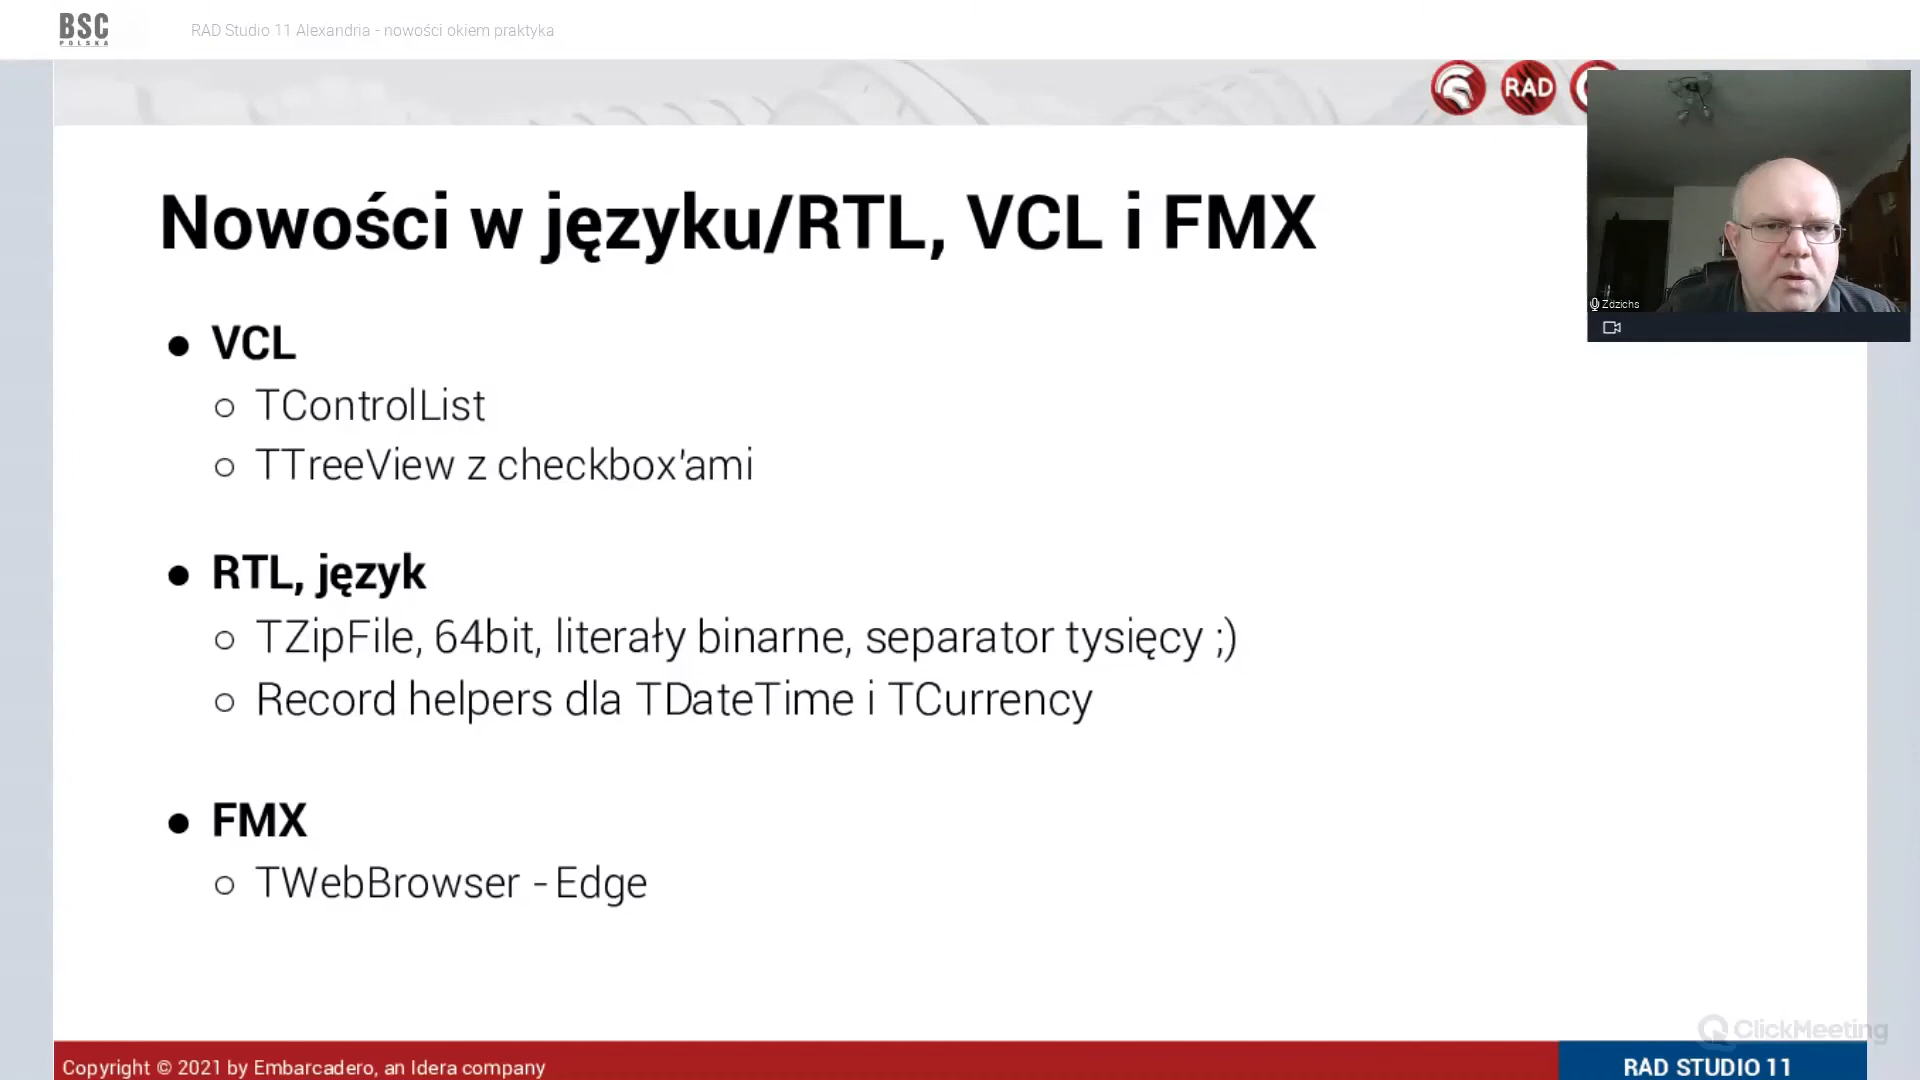 BSC
POLSKA
RAD Studio 11 Alexandria - nowości okiem praktyka
RAD
Nowości w języku/RTL, VCL i FMX
Zdzichs
● VCL
○ TControlList
○ TTreeView z checkbox'ami
● RTL, język
○ TZipFile, 64bit, literały binarne, separator tysięcy ;)
○ Record helpers dla TDateTime i TCurrency
● FMX
○ TWebBrowser - Edge
ClickMeeting
Copyright © 2021 by Embarcadero, an Idera company
RAD STUDIO 11